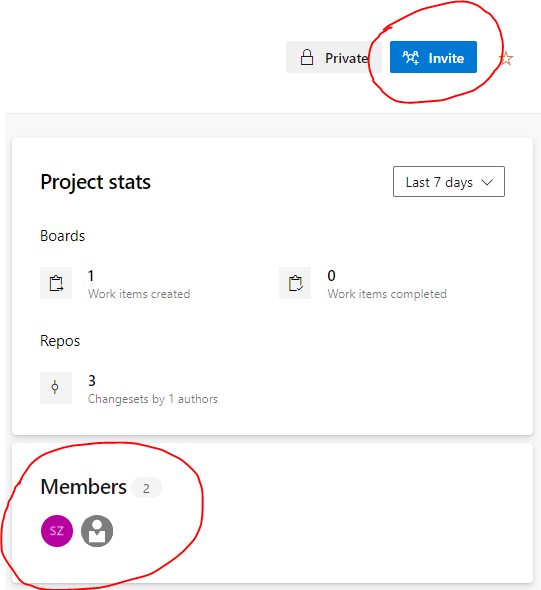 Private Invite
Project stats
Last 7 days
Boards
1
Work items created
0
Work items completed
Repos
3
Changesets by 1 authors
Members 2
SZ